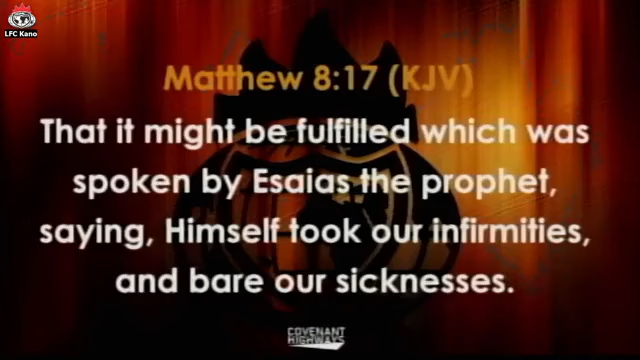 LFC Kano
Matthew 8:17 (KJV)
That it might be fulfilled which was
spoken by Esaias the prophet,
saying, Himself took our infirmities,
and bare our sicknesses.
COVENANT
HIGHWAYS